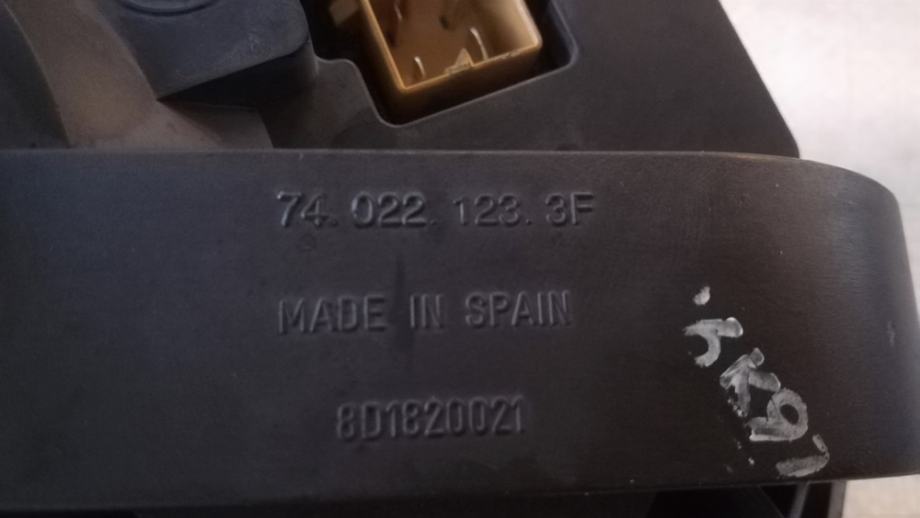 74. 022. 123. 3F
MADE IN SPAIN
8D1820021